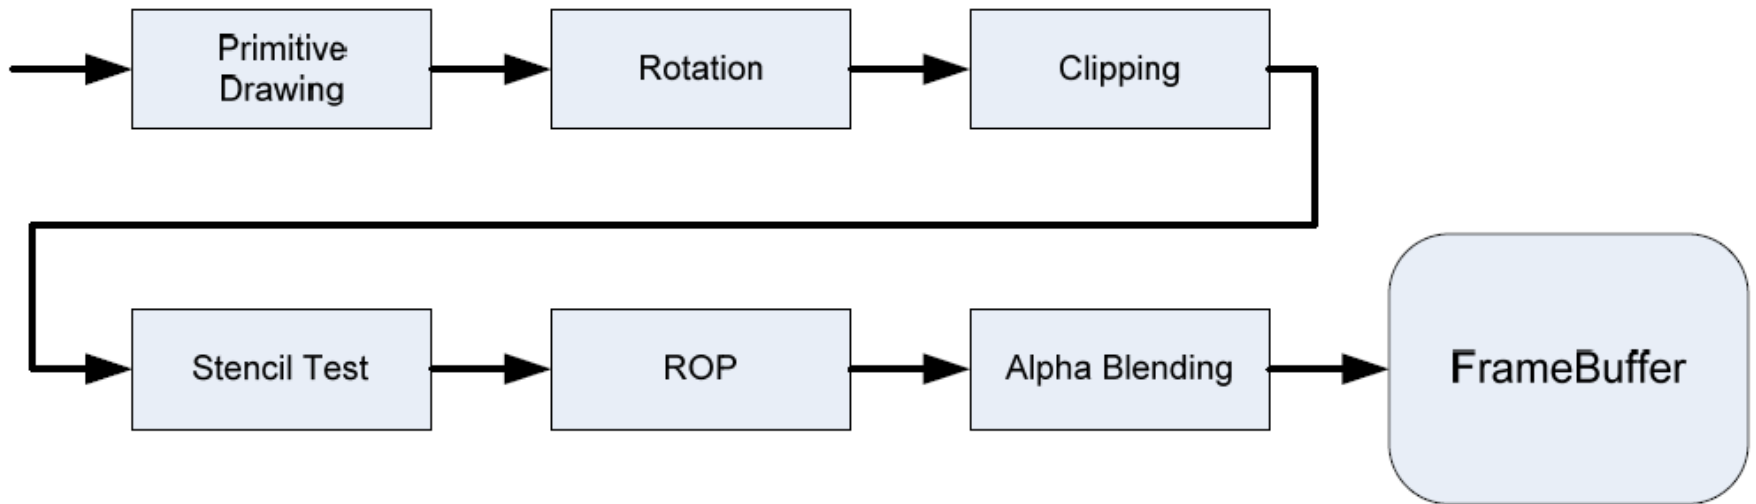 Primitive
Drawing
Rotation
Clipping
Stencil Test
ROP
Alpha Blending
FrameBuffer